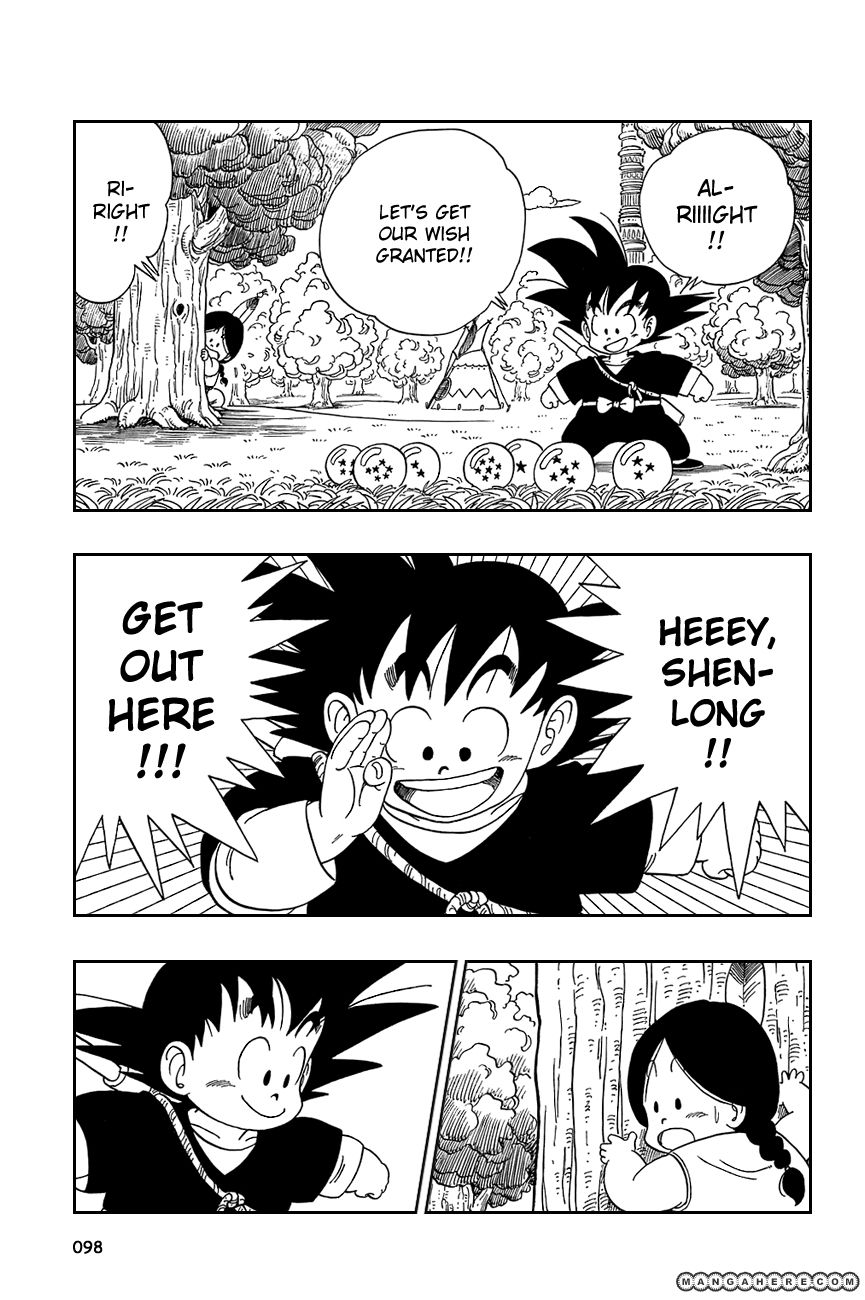 AL-
RIIIIGHT
!!
LET'S GET
OUR WISH
GRANTED!!
RI-
RIGHT
!!
HEEEY,
SHEN-
LONG
!!
GET
OUT
HERE
!!!
098
MANGAHERE.COM